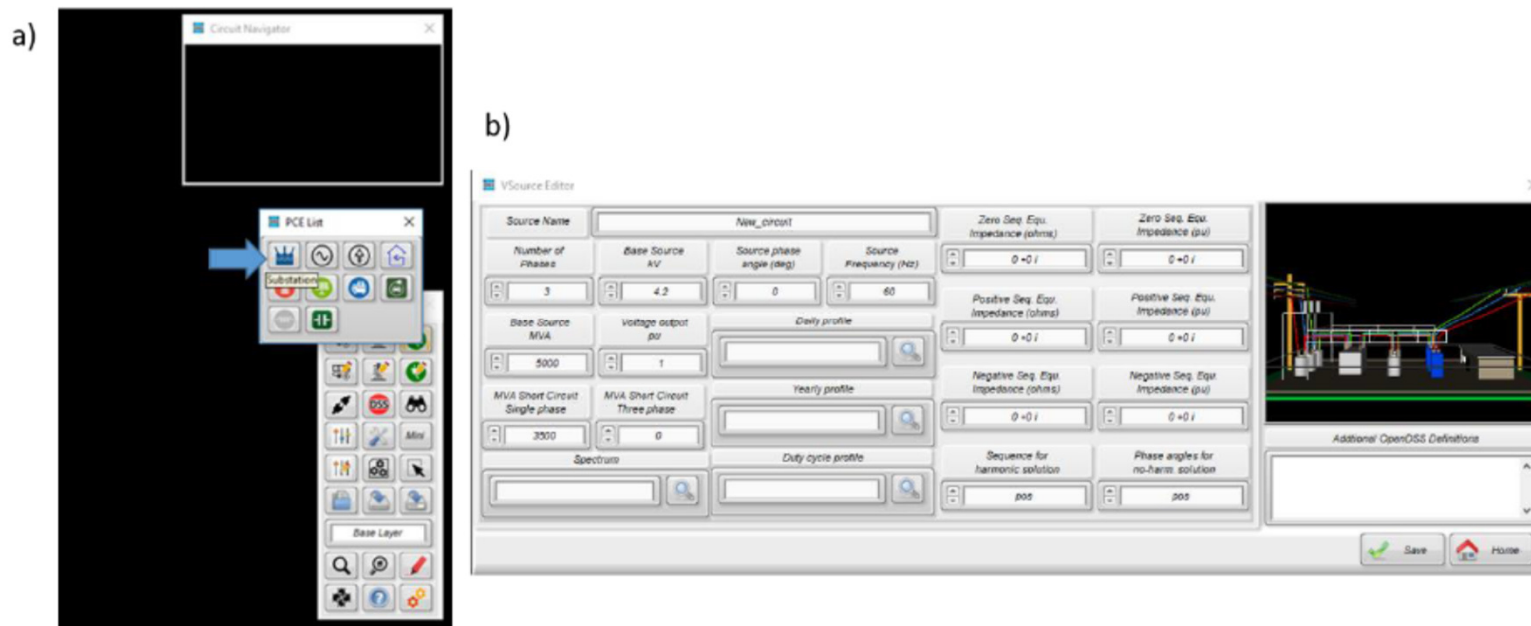 a)
Circuit Navigator
PCE List
Substation
DSS
Mini
Base Layer
b)
VSource Editor
Source Name
New_circuit
Number of
Phases
Base Source
kV
Source phase
angle (deg)
Source
Frequency (Hz)
3
4.2
0
60
Base Source
MVA
Voltage output
pu
Daily profile
5000
1
MVA Short Circuit
Single phase
MVA Short Circuit
Three phase
Yearly profile
3500
0
Spectrum
Duty cycle profile
Zero Seq. Equ.
Impedance (ohms)
Zero Seq. Equ.
Impedance (pu)
0 +0 i
0 +0 i
Positive Seq. Equ.
Impedance (ohms)
Positive Seq. Equ.
Impedance (pu)
0 +0 i
0 +0 i
Negative Seq. Equ.
Impedance (ohms)
Negative Seq. Equ.
Impedance (pu)
0 +0 i
0 +0 i
Sequence for
harmonic solution
Phase angles for
no-harm. solution
pos
pos
Addtional OpenDSS Definitions
Save
Home